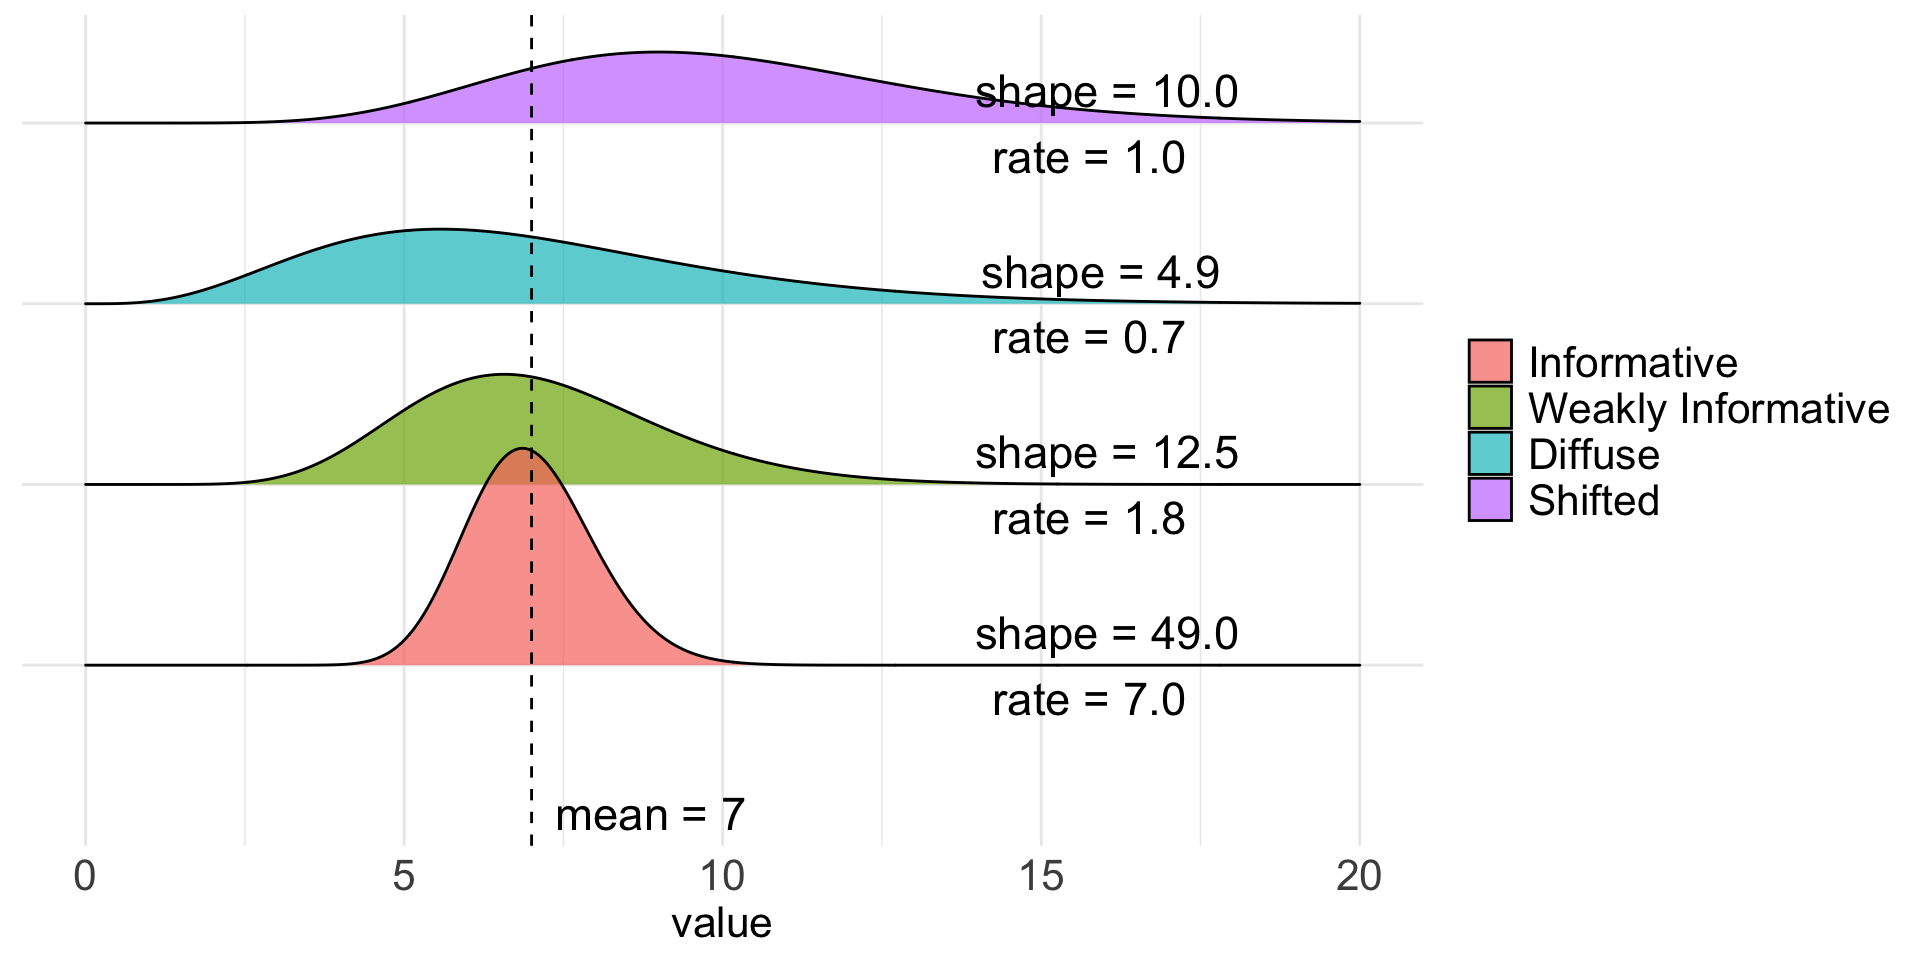 shape = 10.0
rate = 1.0
shape = 4.9
rate = 0.7
shape = 12.5
rate = 1.8
shape = 49.0
rate = 7.0
mean = 7
0 5 10 15 20
value
Informative
Weakly Informative
Diffuse
Shifted